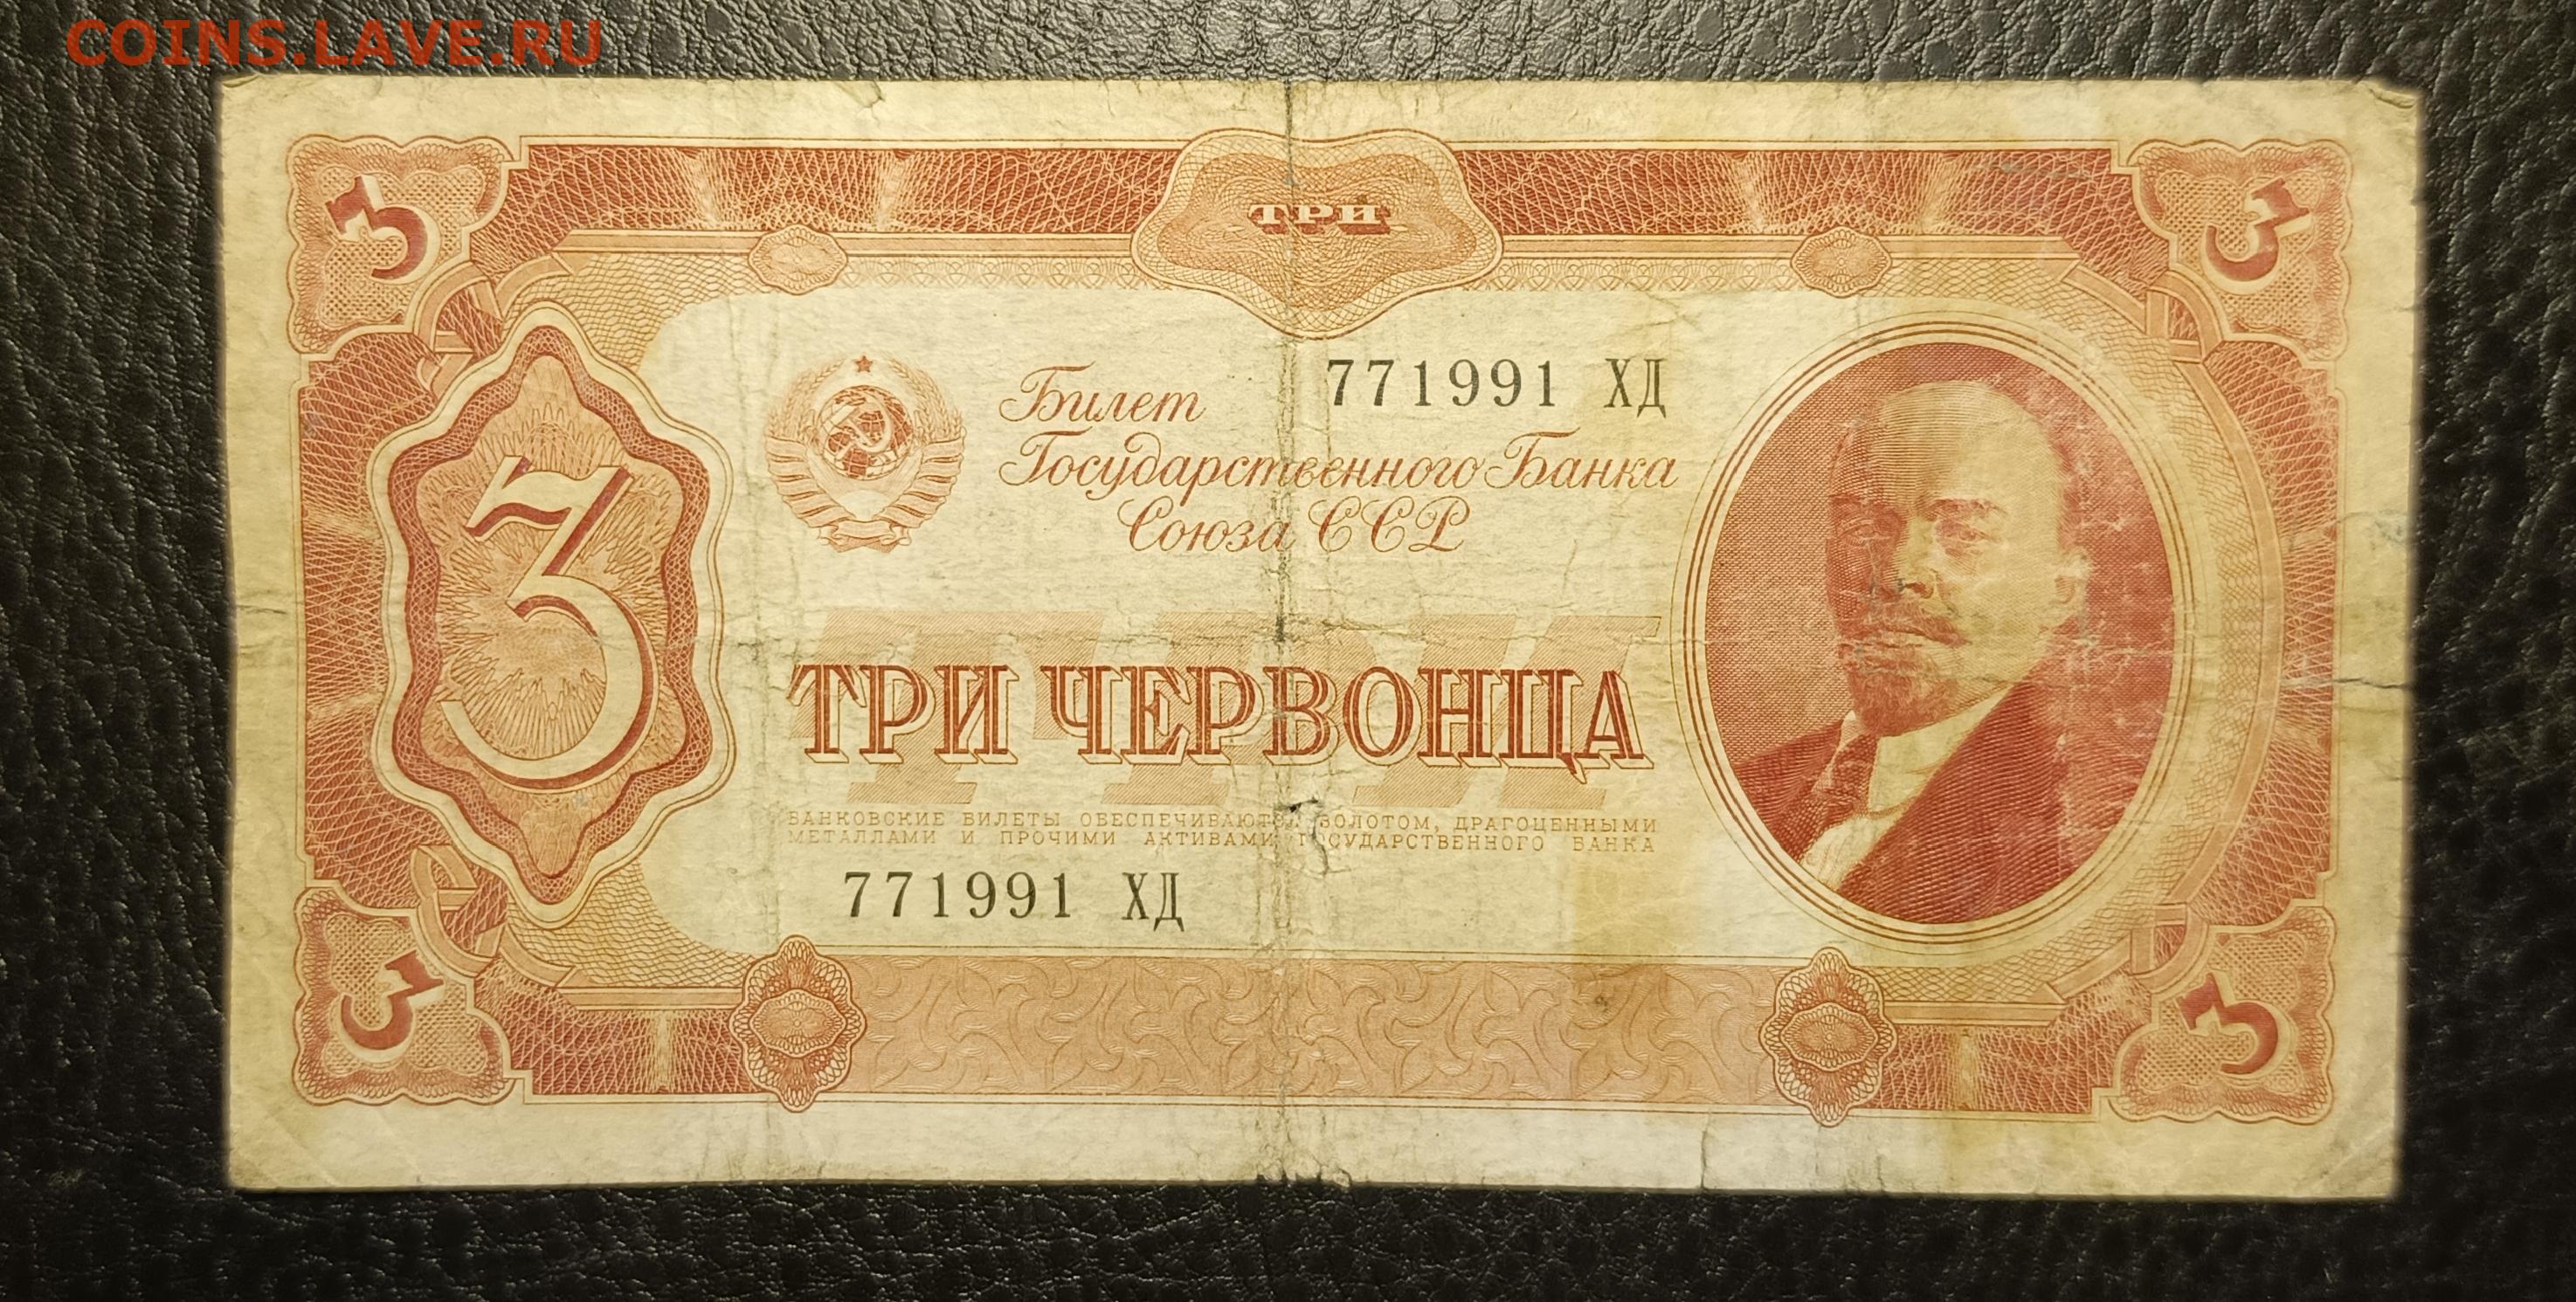 COINS.LAVE.RU
3
3
ТРИ
771991 ХД
Билет
Государственного Банка
Союза ССР
3
ТРИ
ТРИ ЧЕРВОНЦА
БАНКОВСКИЕ БИЛЕТЫ ОБЕСПЕЧИВАЮТСЯ ЗОЛОТОМ, ДРАГОЦЕННЫМИ
МЕТАЛЛАМИ И ПРОЧИМИ АКТИВАМИ ГОСУДАРСТВЕННОГО БАНКА
771991 ХД
3
3